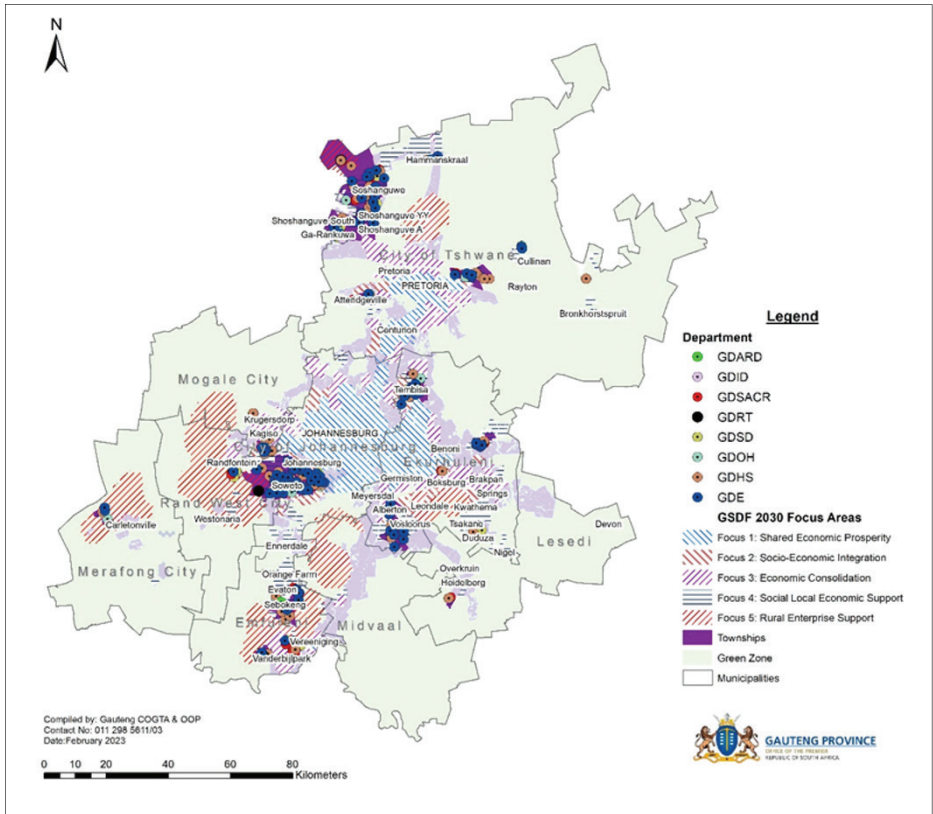 N
Hammanskraal
Soshanguwe
Shoshanguve South
Shoshanguve YY
Ga-Rankuwa
Shoshanguve A
City of Tshwane
Cullinan
Pretoria
PRETORIA
Rayton
Atteridgeville
Bronkhorstspruit
Centurion
Legend
Department
GDARD
GDID
GDSACR
GDRT
GDSD
GDOH
GDHS
GDE
GSDF 2030 Focus Areas
Focus 1: Shared Economic Prosperity
Focus 2: Socio-Economic Integration
Focus 3: Economic Consolidation
Focus 4: Social Local Economic Support
Focus 5: Rural Enterprise Support
Townships
Green Zone
Municipalities
Mogale City
Tembisa
Krugersdorp
Kagiso
JOHANNESBURG
City of Johannesburg
Benoni
Randfontein
Johannesburg
Ekurhuleni
Boksburg
Brakpan
Germiston
Soweto
Springs
Meyersdal
Rand West City
Leondale
Kwathema
Alberton
Westonaria
Carletonville
Vosloorus
Tsakane
Duduza
Devon
Ennerdale
Nigel
Lesedi
Merafong City
Orange Farm
Overkruin
Heidelberg
Evaton
Sebokeng
Emfuleni
Midvaal
Vereenigings
Vanderbijlpark
Compiled by: Gauteng COGTA & OOP
Contact No: 011 298 5611/03
Date:February 2023
0 10 20 40 60 80
Kilometers
GAUTENG PROVINCE
OFFICE OF THE PREMIER
REPUBLIC OF SOUTH AFRICA